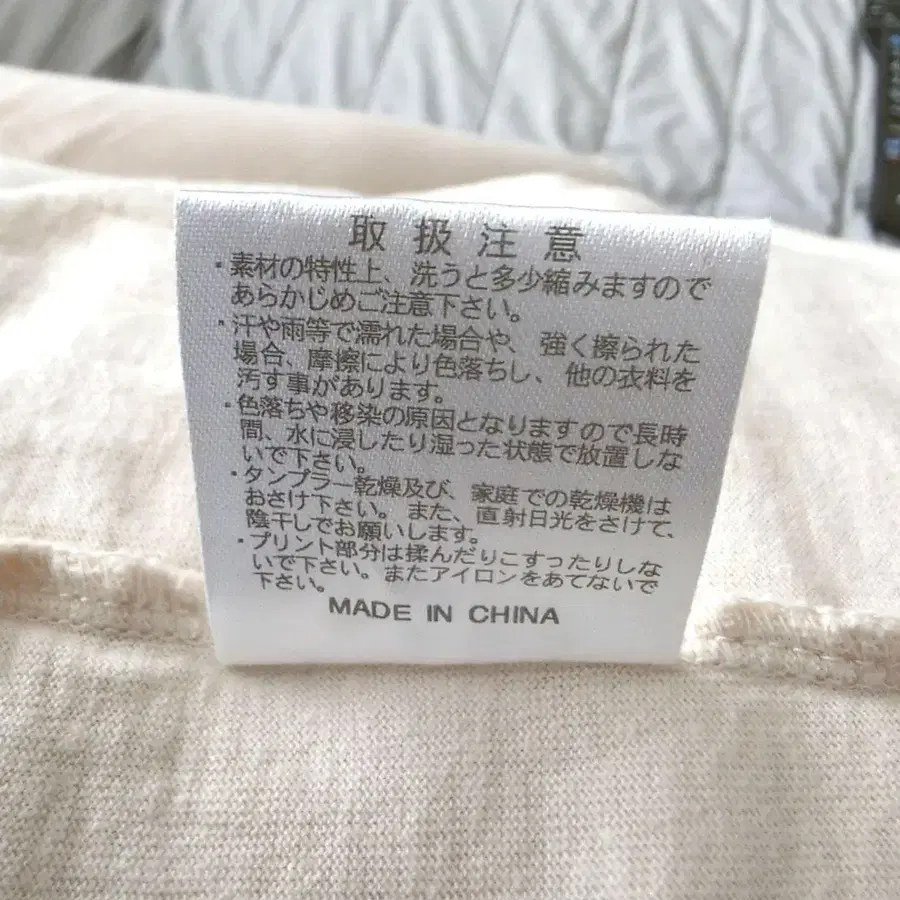 取扱注意
・素材の特性上、洗うと多少縮みますので
あらかじめご注意下さい。
・汗や雨等で濡れた場合や、強く擦られた
場合、摩擦により色落ちし、他の衣料を
汚す事があります。
・色落ちや移染の原因となりますので長時
間、水に浸したり湿った状態で放置しな
いで下さい。
・タンブラー乾燥及び、家庭での乾燥機は
おさけ下さい。また、直射日光をさけて、
陰干しでお願いします。
・プリント部分は揉んだりこすったりしな
いで下さい。またアイロンをあてないで
下さい。
MADE IN CHINA